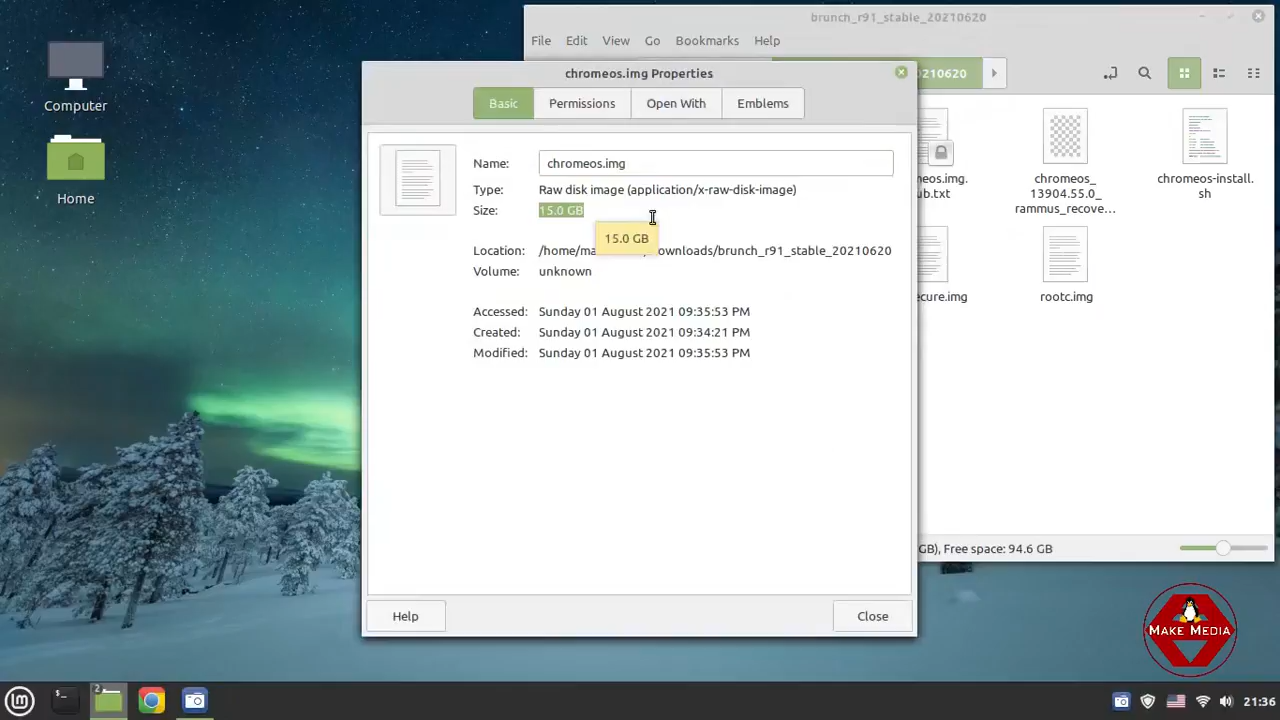 brunch_r91_stable_20210620
File Edit View Go Bookmarks Help
Computer
Home
chromeos.img Properties
20210620
Basic Permissions Open With Emblems
Name: chromeos.img
Type: Raw disk image (application/x-raw-disk-image)
Size: 15.0 GB
15.0 GB
Location: /home/ma wnloads/brunch_r91_stable_20210620
Volume: unknown
Accessed: Sunday 01 August 2021 09:35:53 PM
Created: Sunday 01 August 2021 09:34:21 PM
Modified: Sunday 01 August 2021 09:35:53 PM
Help
Close
eos.img.
ub.txt
chromeos_
13904.55.0_
rammus_recove...
chromeos-install.
sh
ecure.img
rootc.img
GB), Free space: 94.6 GB
MAKE MEDIA
2
21:36